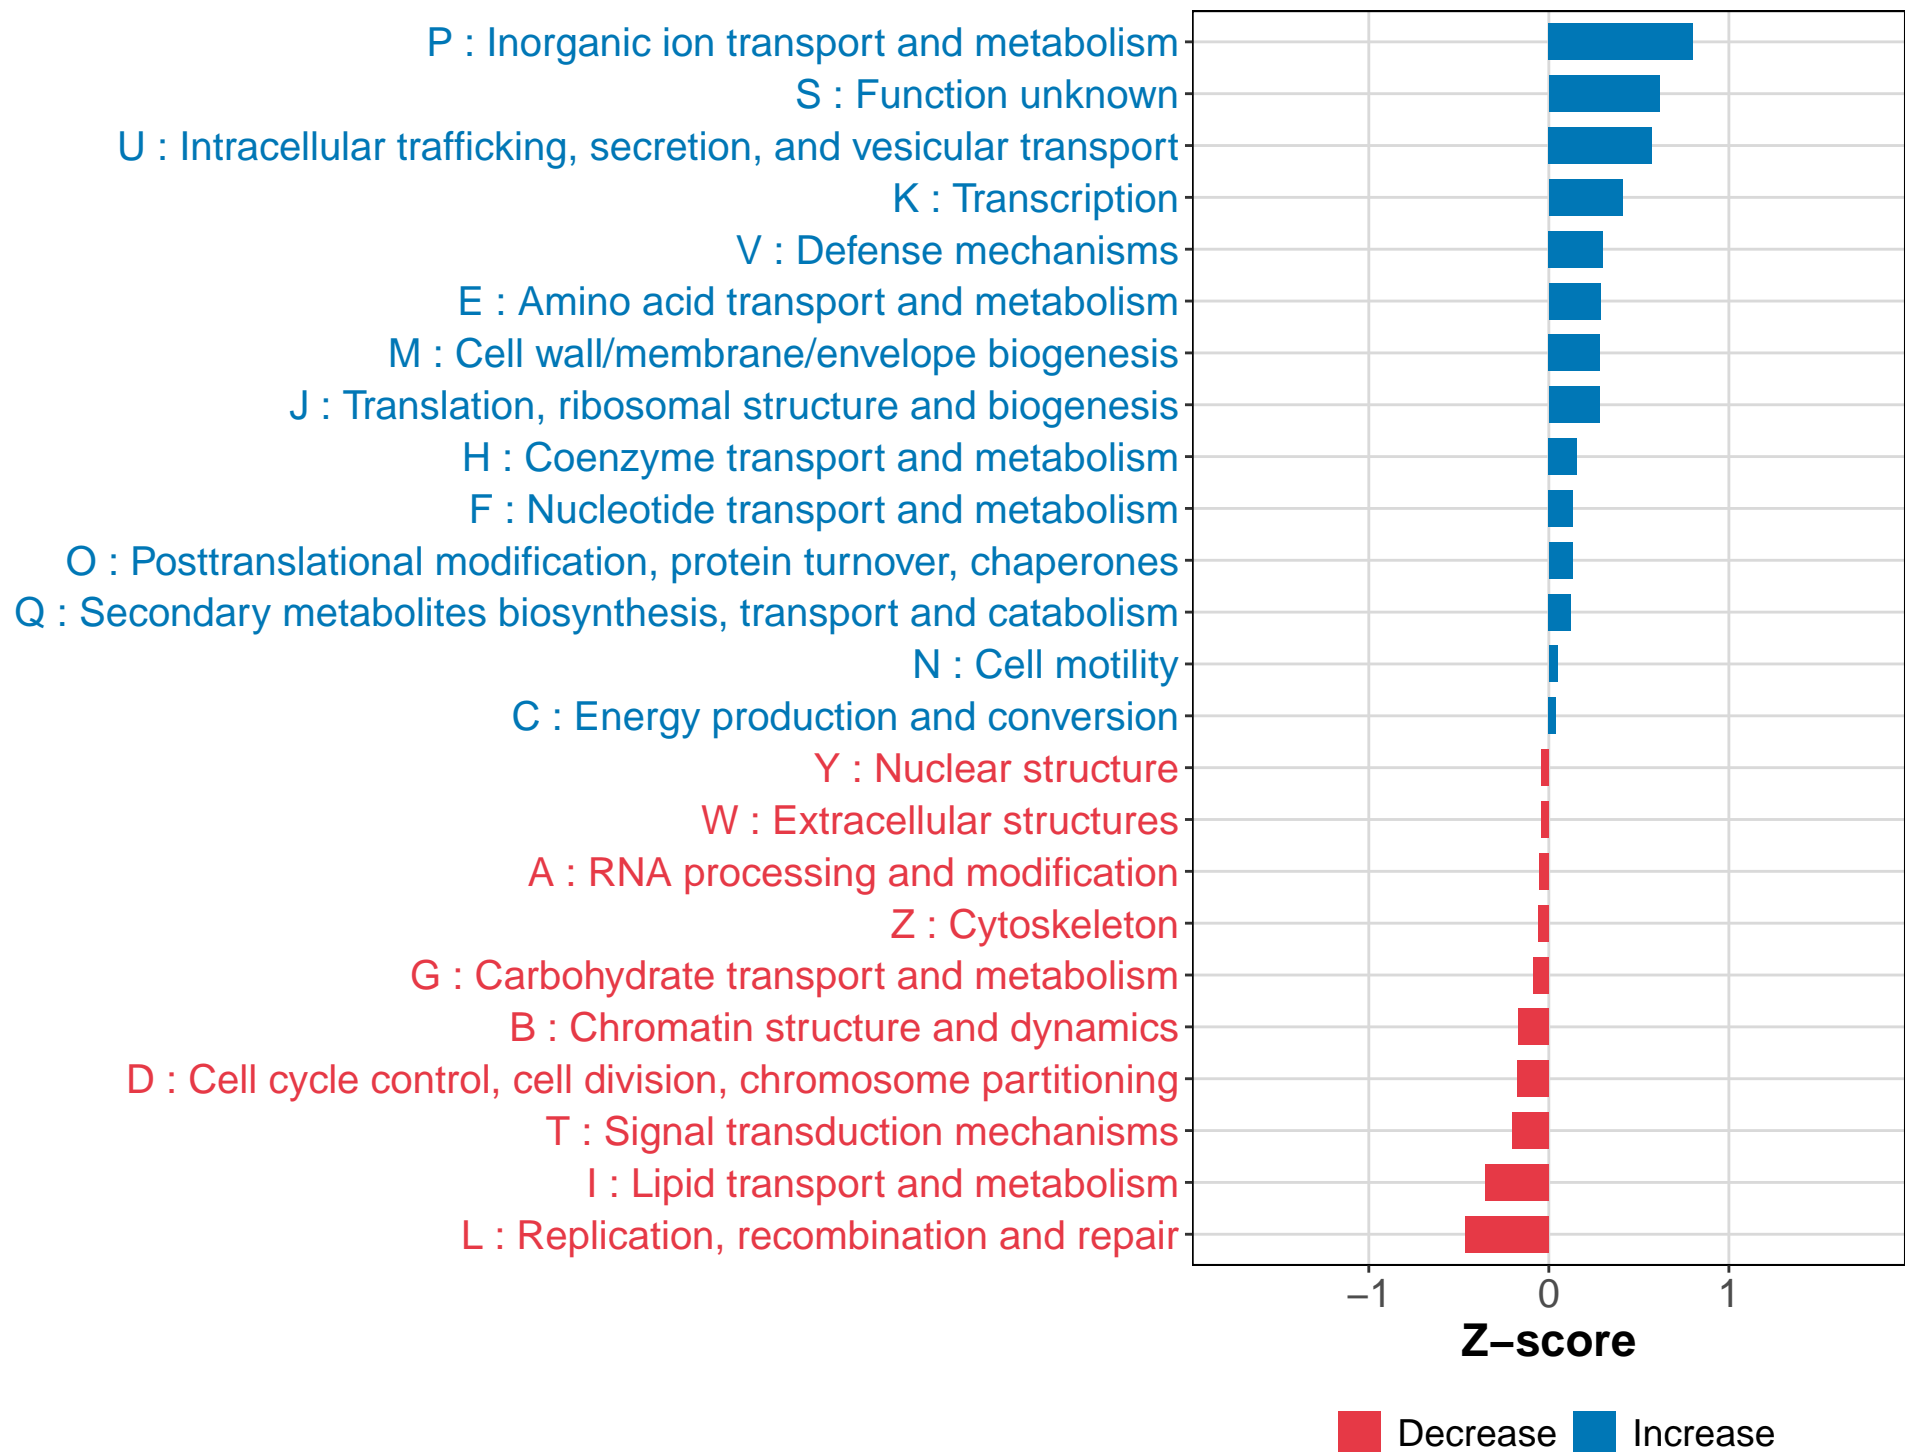 P : Inorganic ion transport and metabolism
S : Function unknown
U : Intracellular trafficking, secretion, and vesicular transport
K : Transcription
V : Defense mechanisms
E : Amino acid transport and metabolism
M : Cell wall/membrane/envelope biogenesis
J : Translation, ribosomal structure and biogenesis
H : Coenzyme transport and metabolism
F : Nucleotide transport and metabolism
O : Posttranslational modification, protein turnover, chaperones
Q : Secondary metabolites biosynthesis, transport and catabolism
N : Cell motility
C : Energy production and conversion
Y : Nuclear structure
W : Extracellular structures
A : RNA processing and modification
Z : Cytoskeleton
G : Carbohydrate transport and metabolism
B : Chromatin structure and dynamics
D : Cell cycle control, cell division, chromosome partitioning
T : Signal transduction mechanisms
I : Lipid transport and metabolism
L : Replication, recombination and repair
−1 0 1
Z−score
Decrease Increase